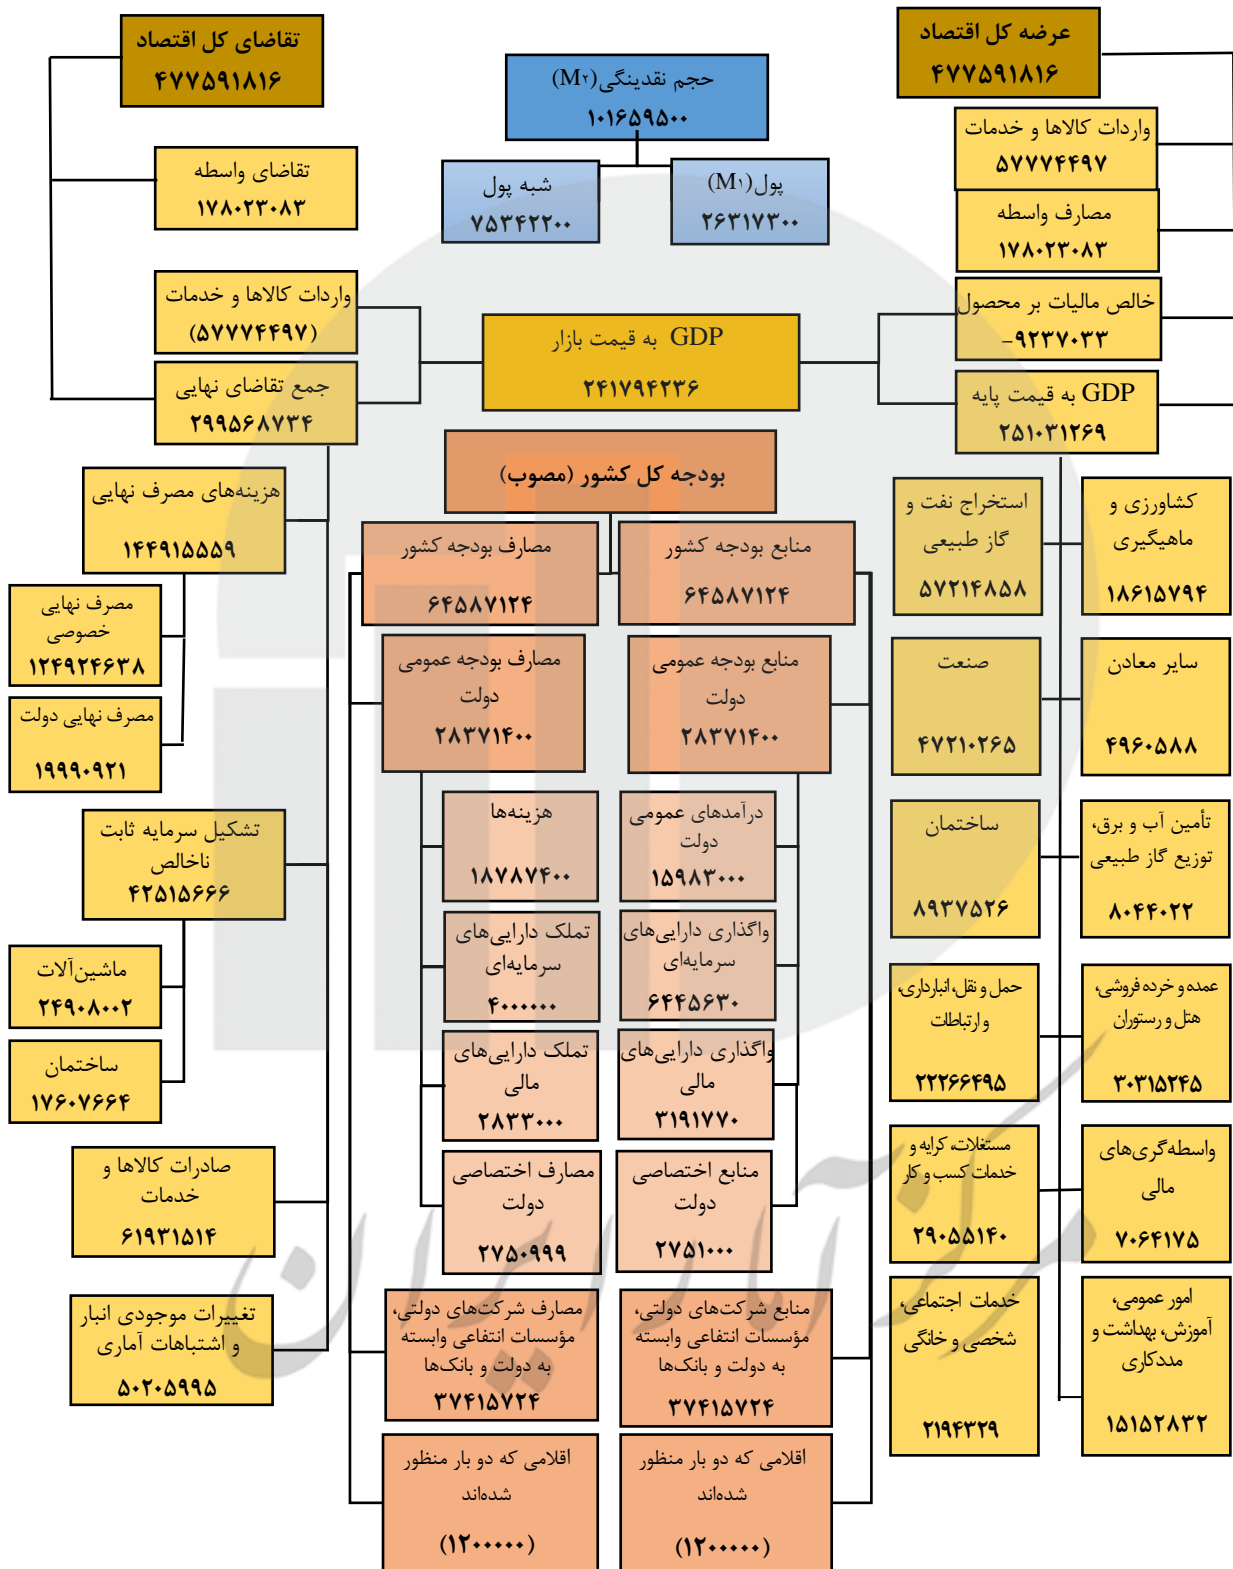 عرضه کل اقتصاد
۴۷۷۵۹۱۸۱۶
واردات کالاها و خدمات
۵۷۷۷۴۴۹۷
مصارف واسطه
۱۷۸۰۲۳۰۸۳
خالص مالیات بر محصول
-۹۲۳۷۰۳۳
GDP به قیمت پایه
۲۵۱۰۳۱۲۶۹
کشاورزی و
ماهیگیری
۱۸۶۱۵۷۹۴
استخراج نفت و
گاز طبیعی
۵۷۲۱۴۸۵۸
سایر معادن
۴۹۶۰۵۸۸
صنعت
۴۷۲۱۰۲۶۵
تأمین آب و برق،
توزیع گاز طبیعی
۸۰۴۴۰۲۲
ساختمان
۸۹۳۷۵۲۶
عمده و خرده فروشی،
هتل و رستوران
۳۰۳۱۵۲۴۵
حمل و نقل، انبارداری،
و ارتباطات
۲۲۲۶۶۴۹۵
واسطه‌گری‌های
مالی
۷۰۶۴۱۷۵
مستغلات، کرایه و
خدمات کسب و کار
۲۹۰۵۵۱۴۰
امور عمومی،
آموزش، بهداشت و
مددکاری
۱۵۱۵۲۸۳۲
خدمات اجتماعی،
شخصی و خانگی
۲۱۹۴۳۲۹
حجم نقدینگی(M۲)
۱۰۱۶۵۹۵۰۰
پول(M۱)
۲۶۳۱۷۳۰۰
شبه پول
۷۵۳۴۲۲۰۰
GDP به قیمت بازار
۲۴۱۷۹۴۲۳۶
بودجه کل کشور (مصوب)
منابع بودجه کشور
۶۴۵۸۷۱۲۴
مصارف بودجه کشور
۶۴۵۸۷۱۲۴
منابع بودجه عمومی
دولت
۲۸۳۷۱۴۰۰
مصارف بودجه عمومی
دولت
۲۸۳۷۱۴۰۰
درآمدهای عمومی
دولت
۱۵۹۸۳۰۰۰
هزینه‌ها
۱۸۷۸۷۴۰۰
واگذاری دارایی‌های
سرمایه‌ای
۶۴۴۵۶۳۰
تملک دارایی‌های
سرمایه‌ای
۴۰۰۰۰۰۰
واگذاری دارایی‌های
مالی
۳۱۹۱۷۷۰
تملک دارایی‌های
مالی
۲۸۳۳۰۰۰
منابع اختصاصی
دولت
۲۷۵۱۰۰۰
مصارف اختصاصی
دولت
۲۷۵۰۹۹۹
منابع شرکت‌های دولتی،
مؤسسات انتفاعی وابسته
به دولت و بانک‌ها
۳۷۴۱۵۷۲۴
مصارف شرکت‌های دولتی،
مؤسسات انتفاعی وابسته
به دولت و بانک‌ها
۳۷۴۱۵۷۲۴
اقلامی که دو بار منظور
شده‌اند
(۱۲۰۰۰۰۰)
اقلامی که دو بار منظور
شده‌اند
(۱۲۰۰۰۰۰)
تقاضای کل اقتصاد
۴۷۷۵۹۱۸۱۶
تقاضای واسطه
۱۷۸۰۲۳۰۸۳
واردات کالاها و خدمات
(۵۷۷۷۴۴۹۷)
جمع تقاضای نهایی
۲۹۹۵۶۸۷۳۴
هزینه‌های مصرف نهایی
۱۴۴۹۱۵۵۵۹
مصرف نهایی
خصوصی
۱۲۴۹۲۴۶۳۸
مصرف نهایی دولت
۱۹۹۹۰۹۲۱
تشکیل سرمایه ثابت
ناخالص
۴۲۵۱۵۶۶۶
ماشین‌آلات
۲۴۹۰۸۰۰۲
ساختمان
۱۷۶۰۷۶۶۴
صادرات کالاها و
خدمات
۶۱۹۳۱۵۱۴
تغییرات موجودی انبار
و اشتباهات آماری
۵۰۲۰۵۹۹۵
مرکز آمار ایران